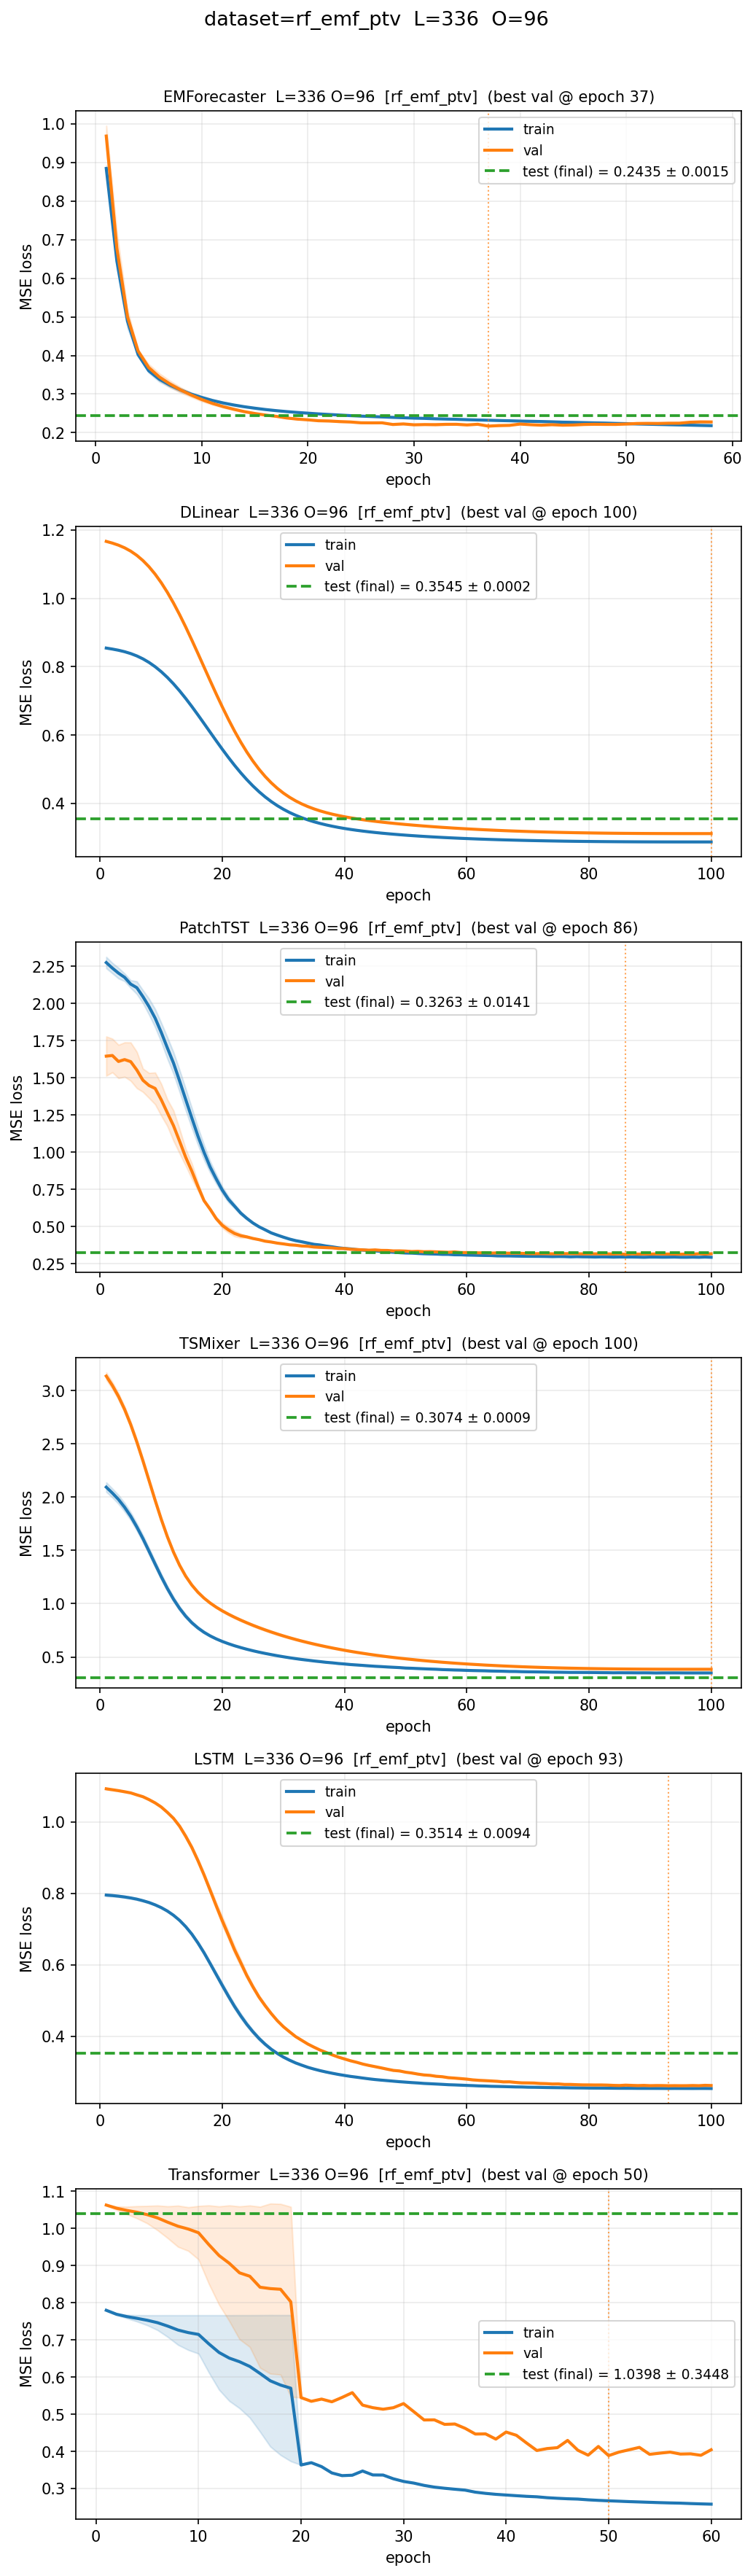 dataset=rf_emf_ptv  L=336  O=96
EMForecaster  L=336 O=96  [rf_emf_ptv]  (best val @ epoch 37)
1.0
0.9
0.8
0.7
0.6
0.5
0.4
0.3
0.2
MSE loss
train
val
test (final) = 0.2435 ± 0.0015
0 10 20 30 40 50 60
epoch
DLinear  L=336 O=96  [rf_emf_ptv]  (best val @ epoch 100)
1.2
1.0
0.8
0.6
0.4
MSE loss
train
val
test (final) = 0.3545 ± 0.0002
0 20 40 60 80 100
epoch
PatchTST  L=336 O=96  [rf_emf_ptv]  (best val @ epoch 86)
2.25
2.00
1.75
1.50
1.25
1.00
0.75
0.50
0.25
MSE loss
train
val
test (final) = 0.3263 ± 0.0141
0 20 40 60 80 100
epoch
TSMixer  L=336 O=96  [rf_emf_ptv]  (best val @ epoch 100)
3.0
2.5
2.0
1.5
1.0
0.5
MSE loss
train
val
test (final) = 0.3074 ± 0.0009
0 20 40 60 80 100
epoch
LSTM  L=336 O=96  [rf_emf_ptv]  (best val @ epoch 93)
1.0
0.8
0.6
0.4
MSE loss
train
val
test (final) = 0.3514 ± 0.0094
0 20 40 60 80 100
epoch
Transformer  L=336 O=96  [rf_emf_ptv]  (best val @ epoch 50)
1.1
1.0
0.9
0.8
0.7
0.6
0.5
0.4
0.3
MSE loss
train
val
test (final) = 1.0398 ± 0.3448
0 10 20 30 40 50 60
epoch